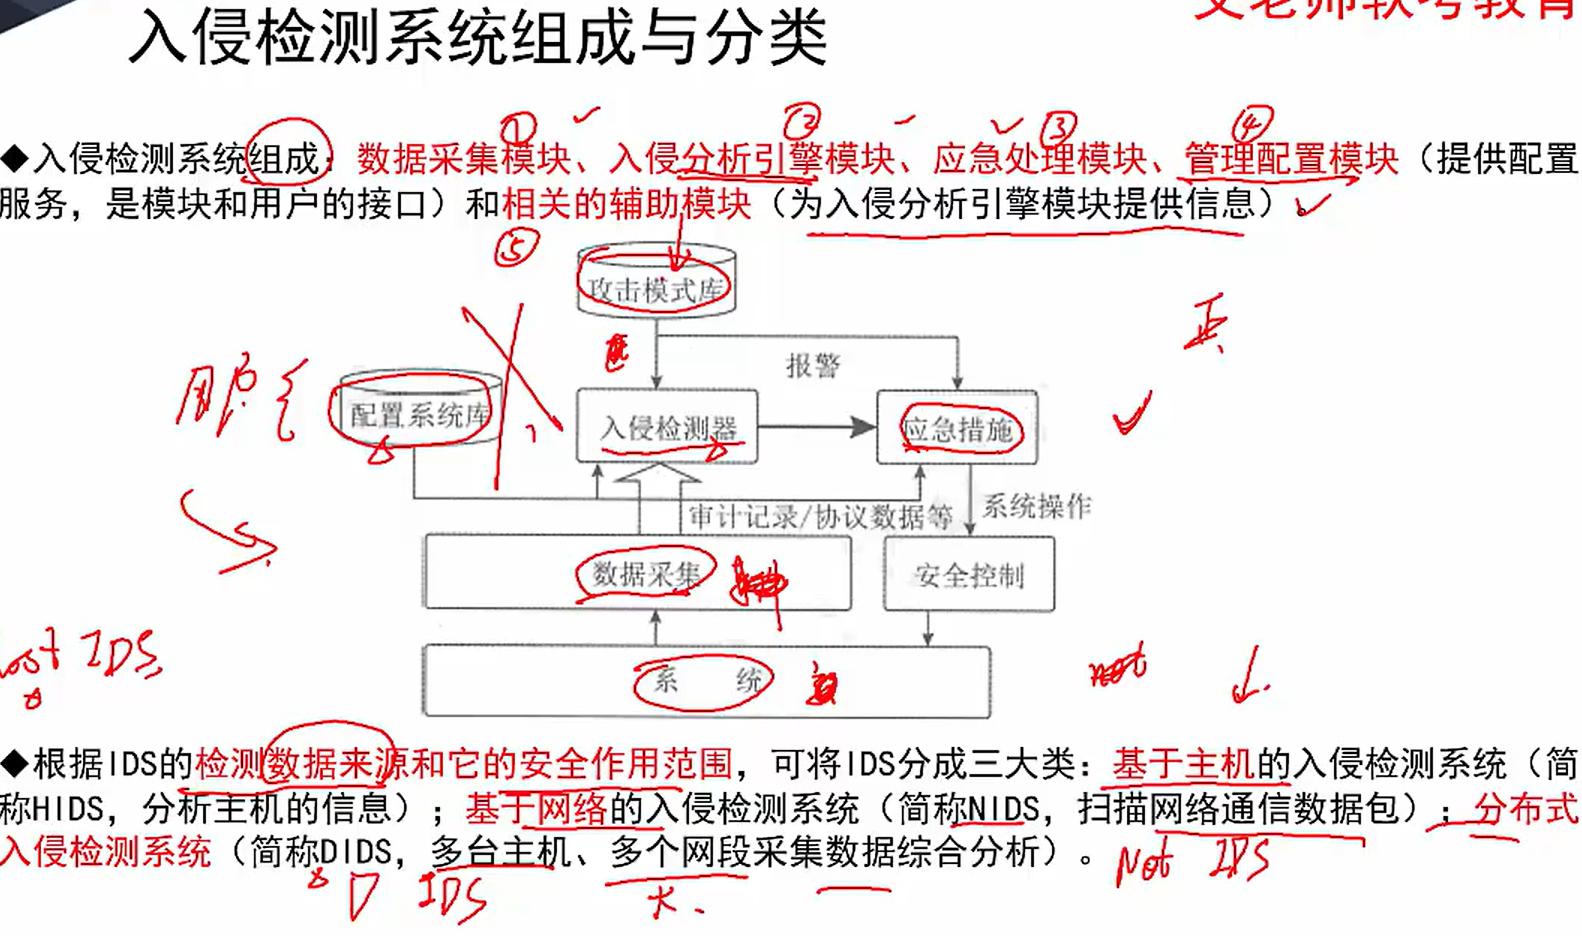 文老师软考教育
入侵检测系统组成与分类
① ② ③ ④
◆入侵检测系统组成：数据采集模块、入侵分析引擎模块、应急处理模块、管理配置模块（提供配置
服务，是模块和用户的接口）和相关的辅助模块（为入侵分析引擎模块提供信息）。
⑤
攻击模式库
报警
用户
配置系统库
入侵检测器
应急措施
审计记录/协议数据等
系统操作
数据采集
安全控制
IDS
系 统
◆根据IDS的检测数据来源和它的安全作用范围，可将IDS分成三大类：基于主机的入侵检测系统（简
称HIDS，分析主机的信息）；基于网络的入侵检测系统（简称NIDS，扫描网络通信数据包）；分布式
入侵检测系统（简称DIDS，多台主机、多个网段采集数据综合分析）。
Net IDS
D IDS